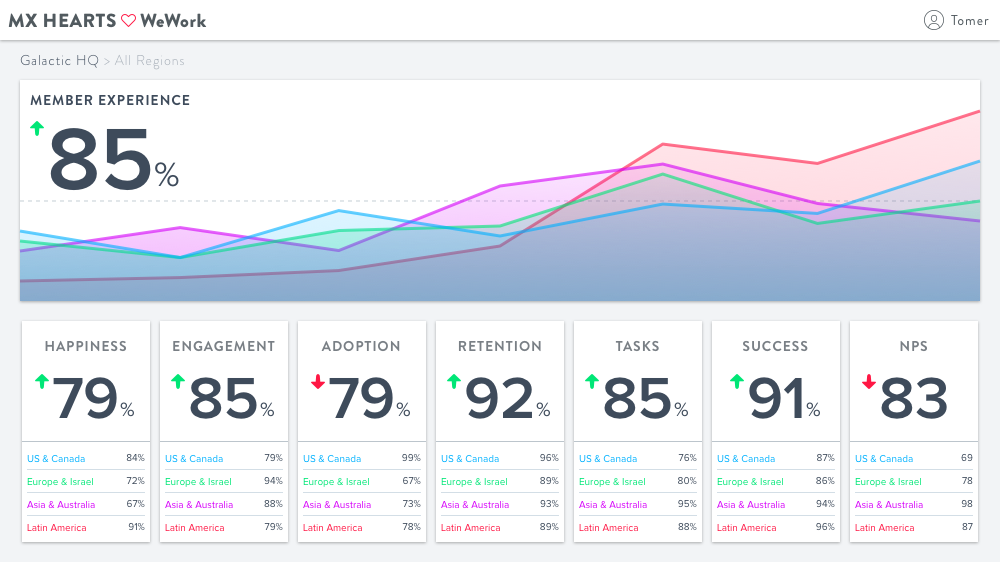 MX HEARTS WeWork
Tomer
Galactic HQ > All Regions
MEMBER EXPERIENCE
85%
HAPPINESS
79%
US & Canada 84%
Europe & Israel 72%
Asia & Australia 67%
Latin America 91%
ENGAGEMENT
85%
US & Canada 79%
Europe & Israel 94%
Asia & Australia 88%
Latin America 79%
ADOPTION
79%
US & Canada 99%
Europe & Israel 67%
Asia & Australia 73%
Latin America 78%
RETENTION
92%
US & Canada 96%
Europe & Israel 89%
Asia & Australia 93%
Latin America 89%
TASKS
85%
US & Canada 76%
Europe & Israel 80%
Asia & Australia 95%
Latin America 88%
SUCCESS
91%
US & Canada 87%
Europe & Israel 86%
Asia & Australia 94%
Latin America 96%
NPS
83
US & Canada 69
Europe & Israel 78
Asia & Australia 98
Latin America 87